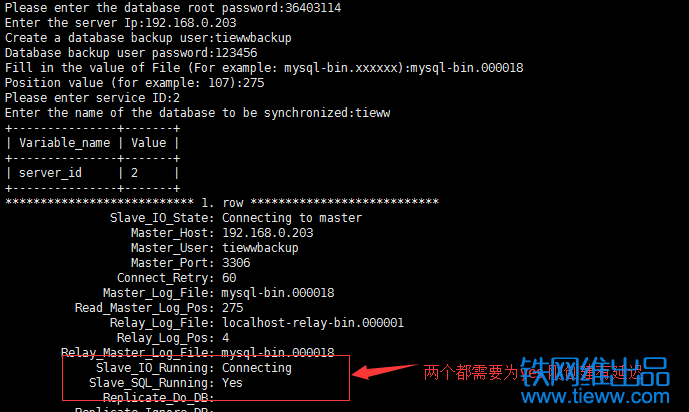 Please enter the database root password:36403114
Enter the server Ip:192.168.0.203
Create a database backup user:tiewwbackup
Database backup user password:123456
Fill in the value of File (For example: mysql-bin.xxxxxx):mysql-bin.000018
Position value (for example: 107):275
Please enter service ID:2
Enter the name of the database to be synchronized:tieww
+---------------+-------+
| Variable_name | Value |
+---------------+-------+
| server_id     | 2     |
+---------------+-------+
*************************** 1. row ***************************
Slave_IO_State: Connecting to master
Master_Host: 192.168.0.203
Master_User: tiewwbackup
Master_Port: 3306
Connect_Retry: 60
Master_Log_File: mysql-bin.000018
Read_Master_Log_Pos: 275
Relay_Log_File: localhost-relay-bin.000001
Relay_Log_Pos: 4
Relay_Master_Log_File: mysql-bin.000018
Slave_IO_Running: Connecting
Slave_SQL_Running: Yes
两个都需要为yes
Replicate_Do_DB:
Replicate_Ignore_DB:
铁网维出品
www.tieww.com